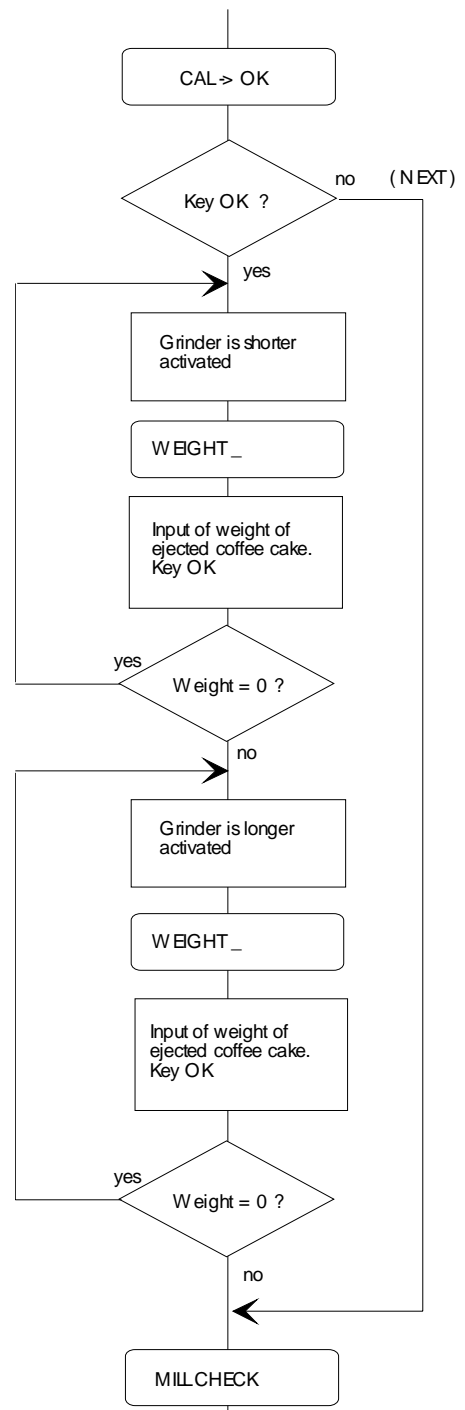 CAL-> OK
Key OK ?
no (NEXT)
yes
Grinder is shorter
activated
WEIGHT_
Input of weight of
ejected coffee cake.
Key OK
yes
Weight = 0 ?
no
Grinder is longer
activated
WEIGHT_
Input of weight of
ejected coffee cake.
Key OK
yes
Weight = 0 ?
no
MILLCHECK